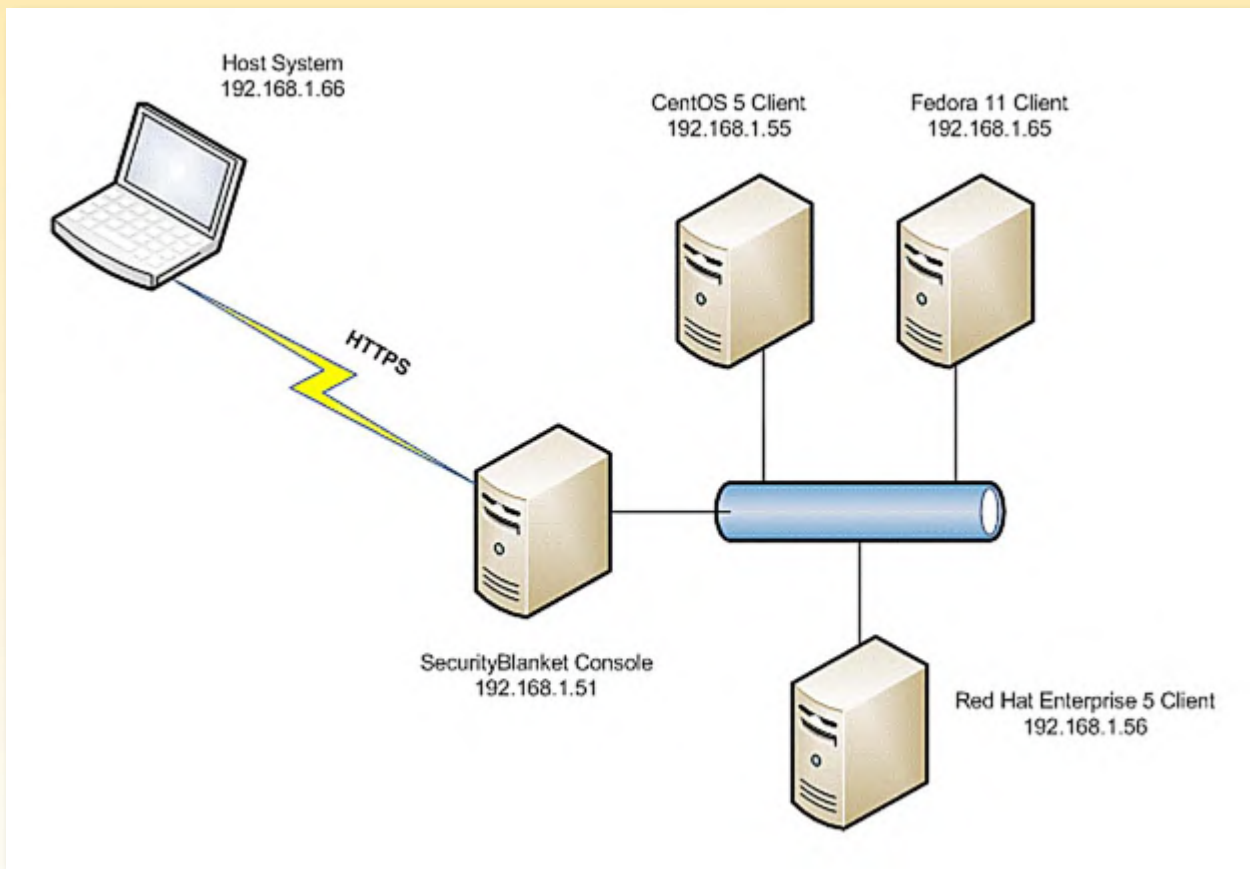 Host System
192.168.1.66
CentOS 5 Client
192.168.1.55
Fedora 11 Client
192.168.1.65
HTTPS
SecurityBlanket Console
192.168.1.51
Red Hat Enterprise 5 Client
192.168.1.56